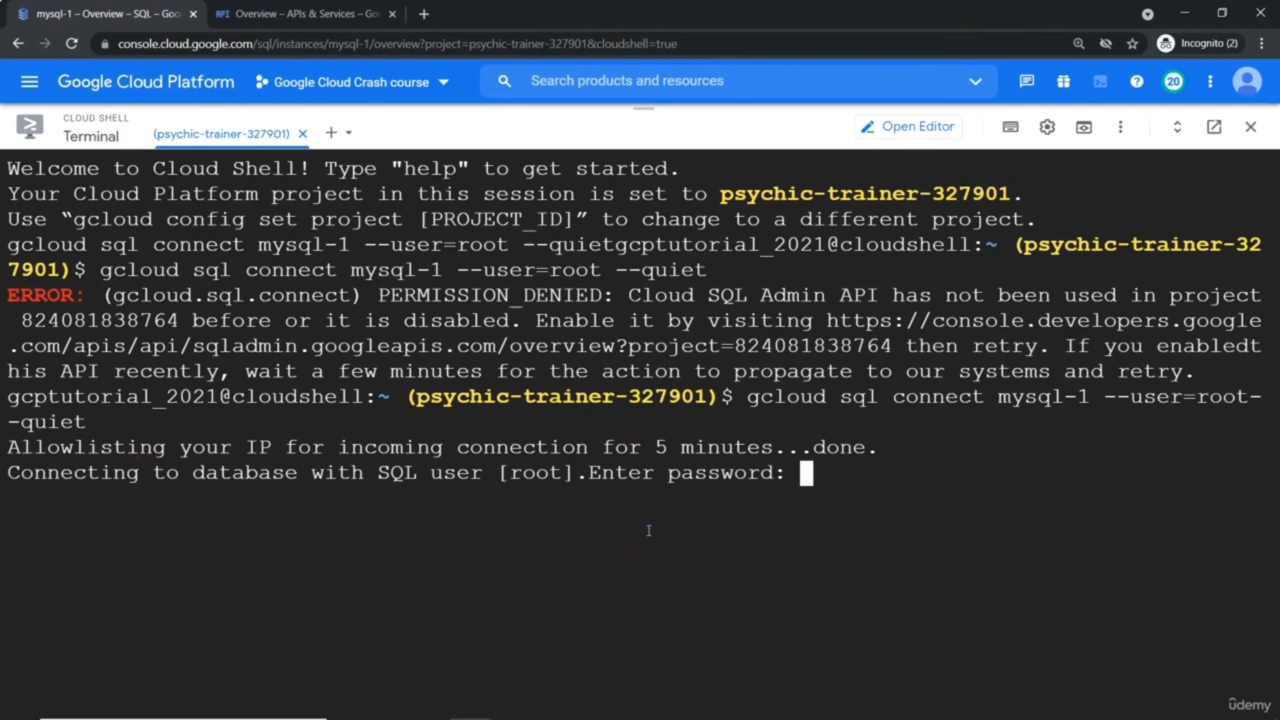 mysql-1 – Overview – SQL – Goo
API Overview – APIs & Services – Go
console.cloud.google.com/sql/instances/mysql-1/overview?project=psychic-trainer-327901&cloudshell=true
Incognito (2)
Google Cloud Platform
Google Cloud Crash course
Search products and resources
20
CLOUD SHELL
Terminal
(psychic-trainer-327901)
Open Editor
Welcome to Cloud Shell! Type "help" to get started.
Your Cloud Platform project in this session is set to psychic-trainer-327901.
Use “gcloud config set project [PROJECT_ID]” to change to a different project.
gcloud sql connect mysql-1 --user=root --quietgcptutorial_2021@cloudshell:~ (psychic-trainer-32
7901)$ gcloud sql connect mysql-1 --user=root --quiet
ERROR: (gcloud.sql.connect) PERMISSION_DENIED: Cloud SQL Admin API has not been used in project
824081838764 before or it is disabled. Enable it by visiting https://console.developers.google
.com/apis/api/sqladmin.googleapis.com/overview?project=824081838764 then retry. If you enabledt
his API recently, wait a few minutes for the action to propagate to our systems and retry.
gcptutorial_2021@cloudshell:~ (psychic-trainer-327901)$ gcloud sql connect mysql-1 --user=root-
-quiet
Allowlisting your IP for incoming connection for 5 minutes...done.
Connecting to database with SQL user [root].Enter password:
ûdemy